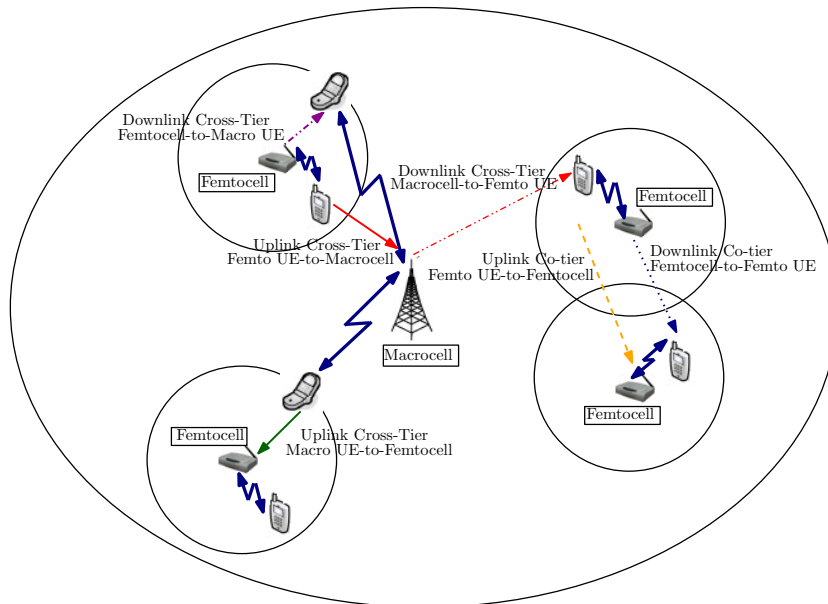 Downlink Cross-Tier
Femtocell-to-Macro UE
Femtocell
Downlink Cross-Tier
Macrocell-to-Femto UE
Femtocell
Uplink Cross-Tier
Femto UE-to-Macrocell
Uplink Co-tier
Femto UE-to-Femtocell
Downlink Co-tier
Femtocell-to-Femto UE
Macrocell
Femtocell
Femtocell
Uplink Cross-Tier
Macro UE-to-Femtocell